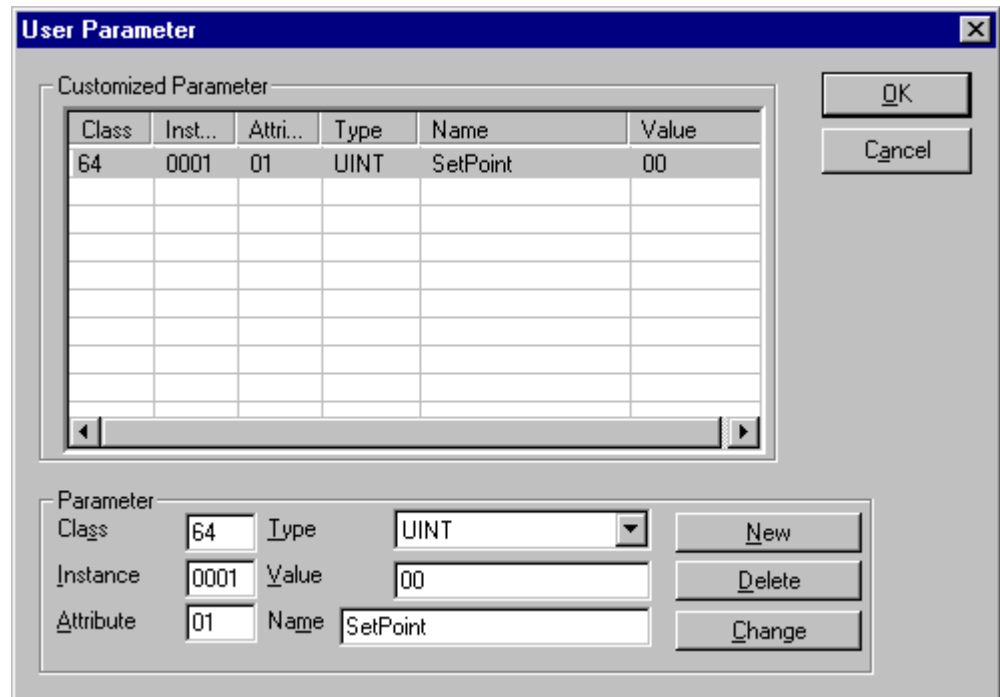 User Parameter
Customized Parameter
Class Inst... Attri... Type Name Value
64 0001 01 UINT SetPoint 00
OK
Cancel
Parameter
Class 64 Type UINT New
Instance 0001 Value 00 Delete
Attribute 01 Name SetPoint Change